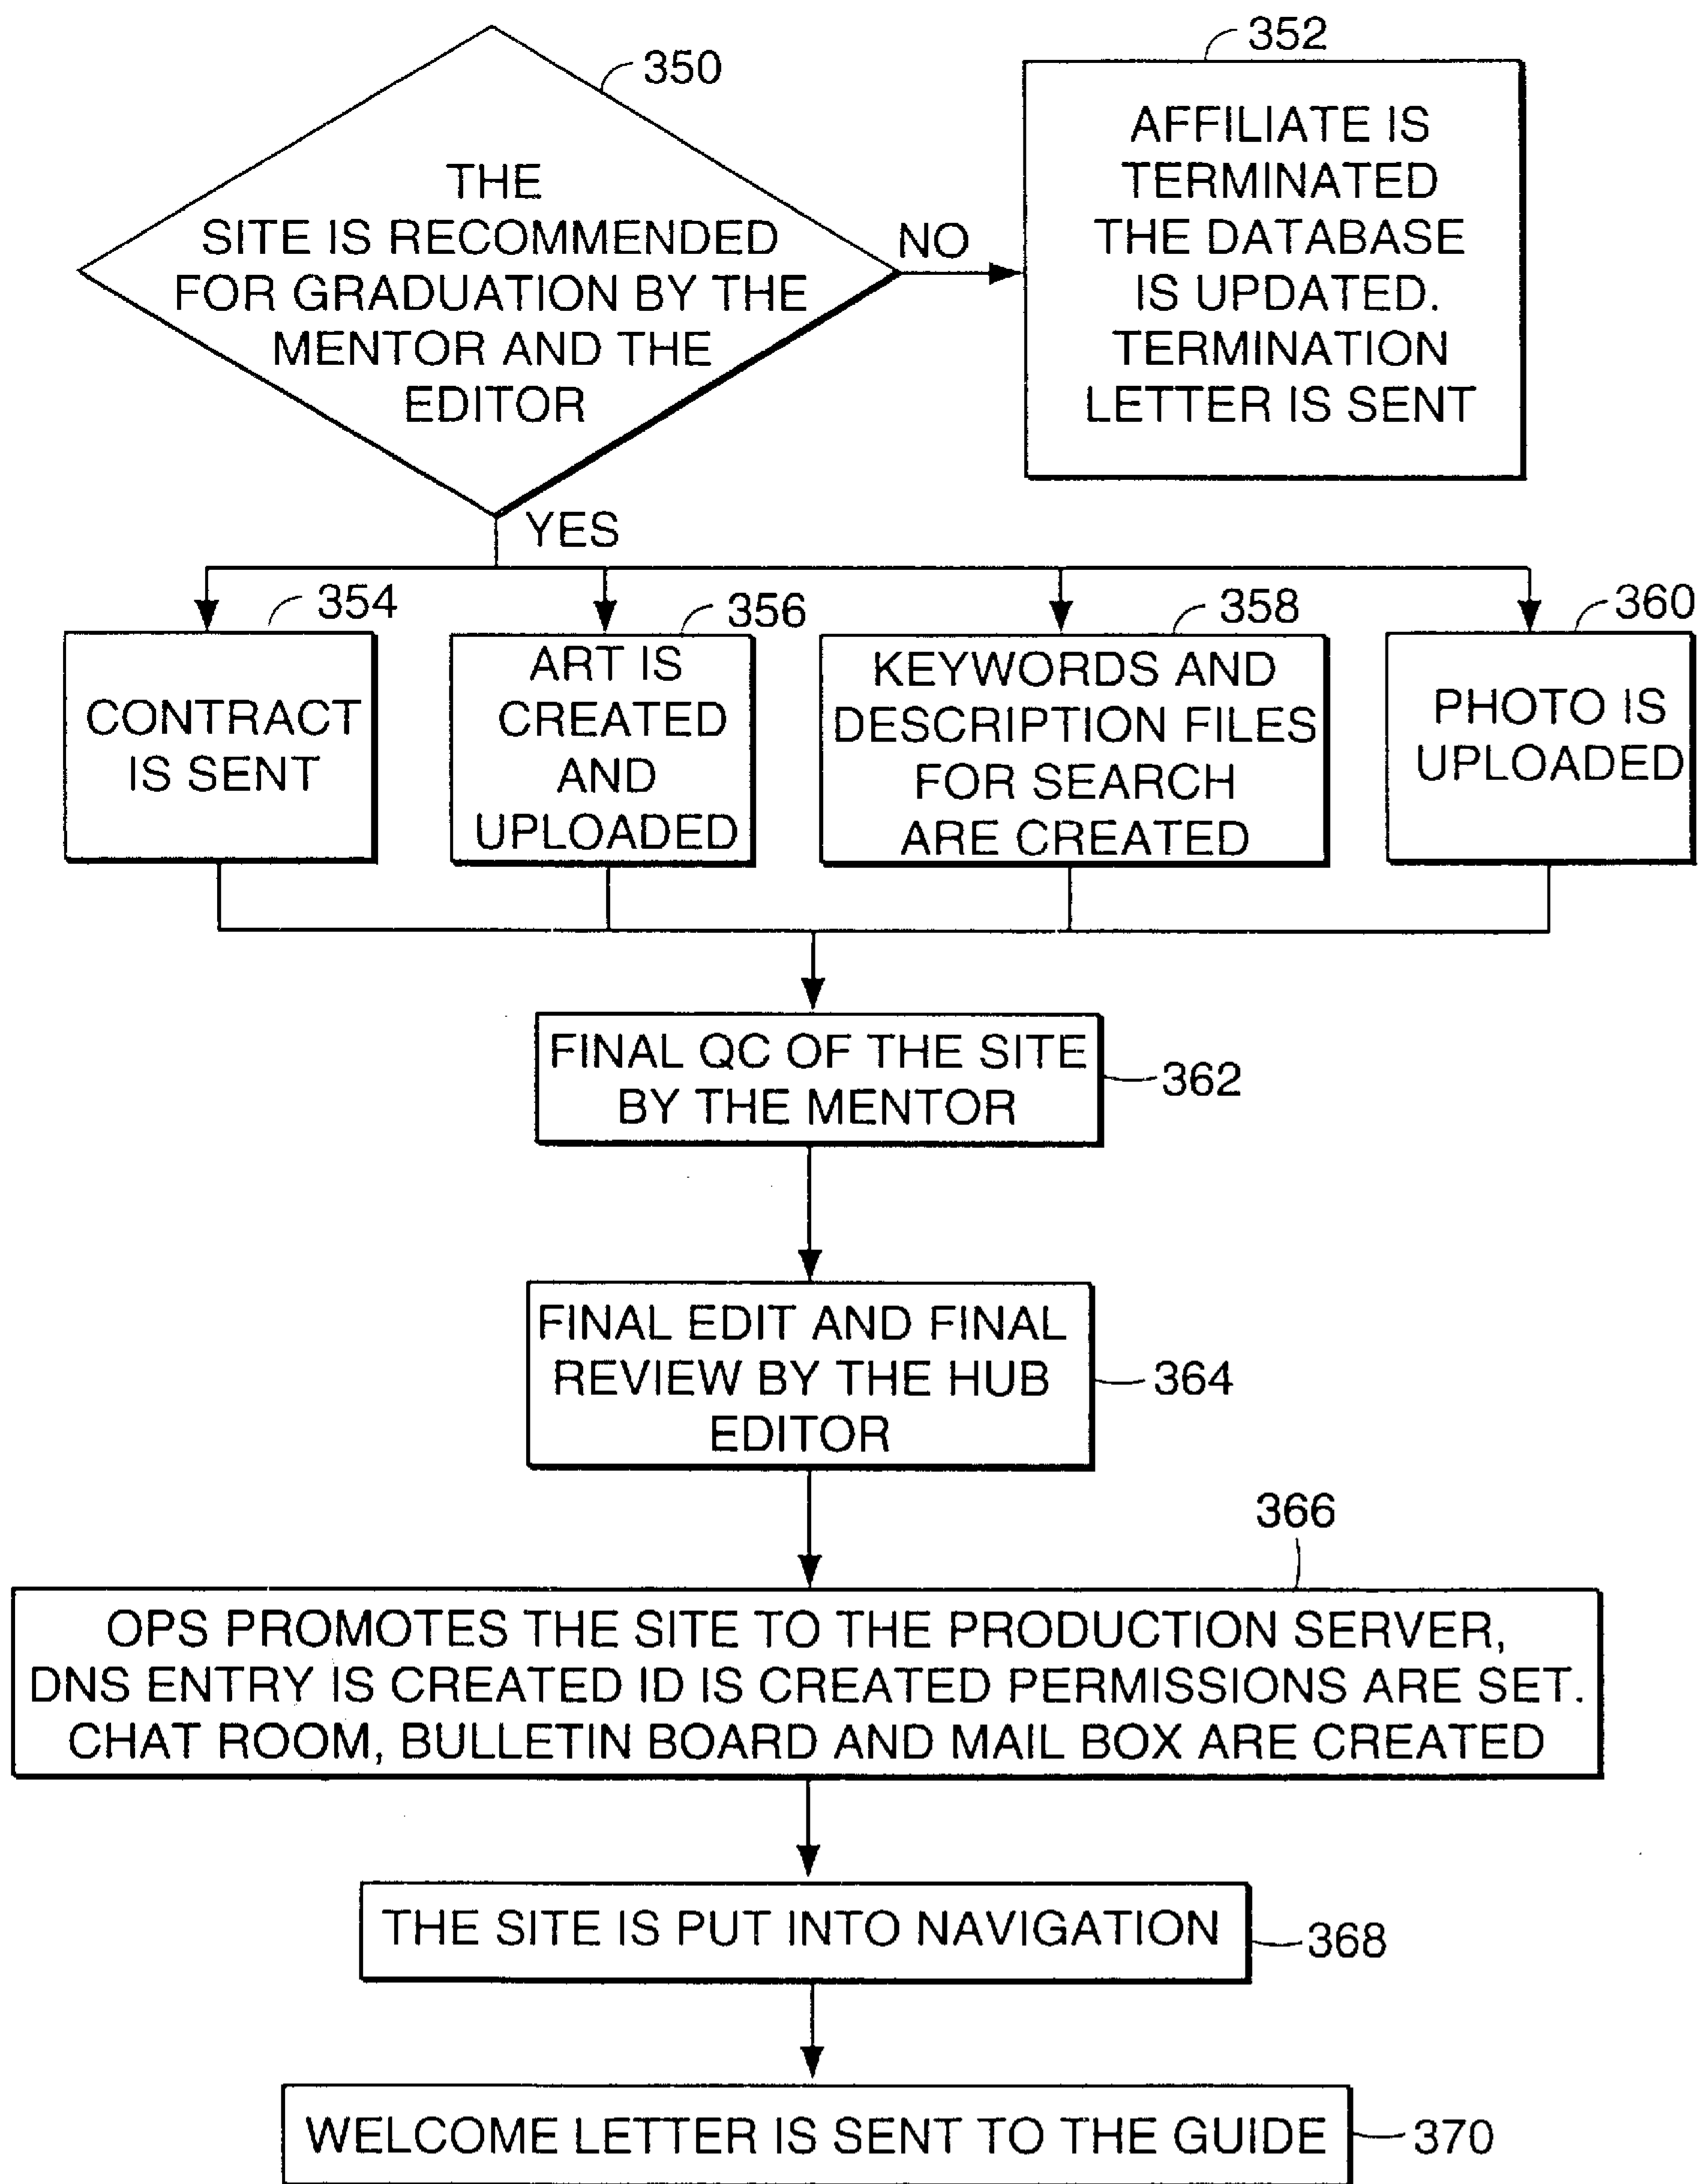 350
THE
SITE IS RECOMMENDED
FOR GRADUATION BY THE
MENTOR AND THE
EDITOR
NO
352
AFFILIATE IS
TERMINATED
THE DATABASE
IS UPDATED.
TERMINATION
LETTER IS SENT
YES
354
CONTRACT
IS SENT
356
ART IS
CREATED
AND
UPLOADED
358
KEYWORDS AND
DESCRIPTION FILES
FOR SEARCH
ARE CREATED
360
PHOTO IS
UPLOADED
FINAL QC OF THE SITE
BY THE MENTOR
362
FINAL EDIT AND FINAL
REVIEW BY THE HUB
EDITOR
364
366
OPS PROMOTES THE SITE TO THE PRODUCTION SERVER,
DNS ENTRY IS CREATED ID IS CREATED PERMISSIONS ARE SET.
CHAT ROOM, BULLETIN BOARD AND MAIL BOX ARE CREATED
THE SITE IS PUT INTO NAVIGATION
368
WELCOME LETTER IS SENT TO THE GUIDE
370